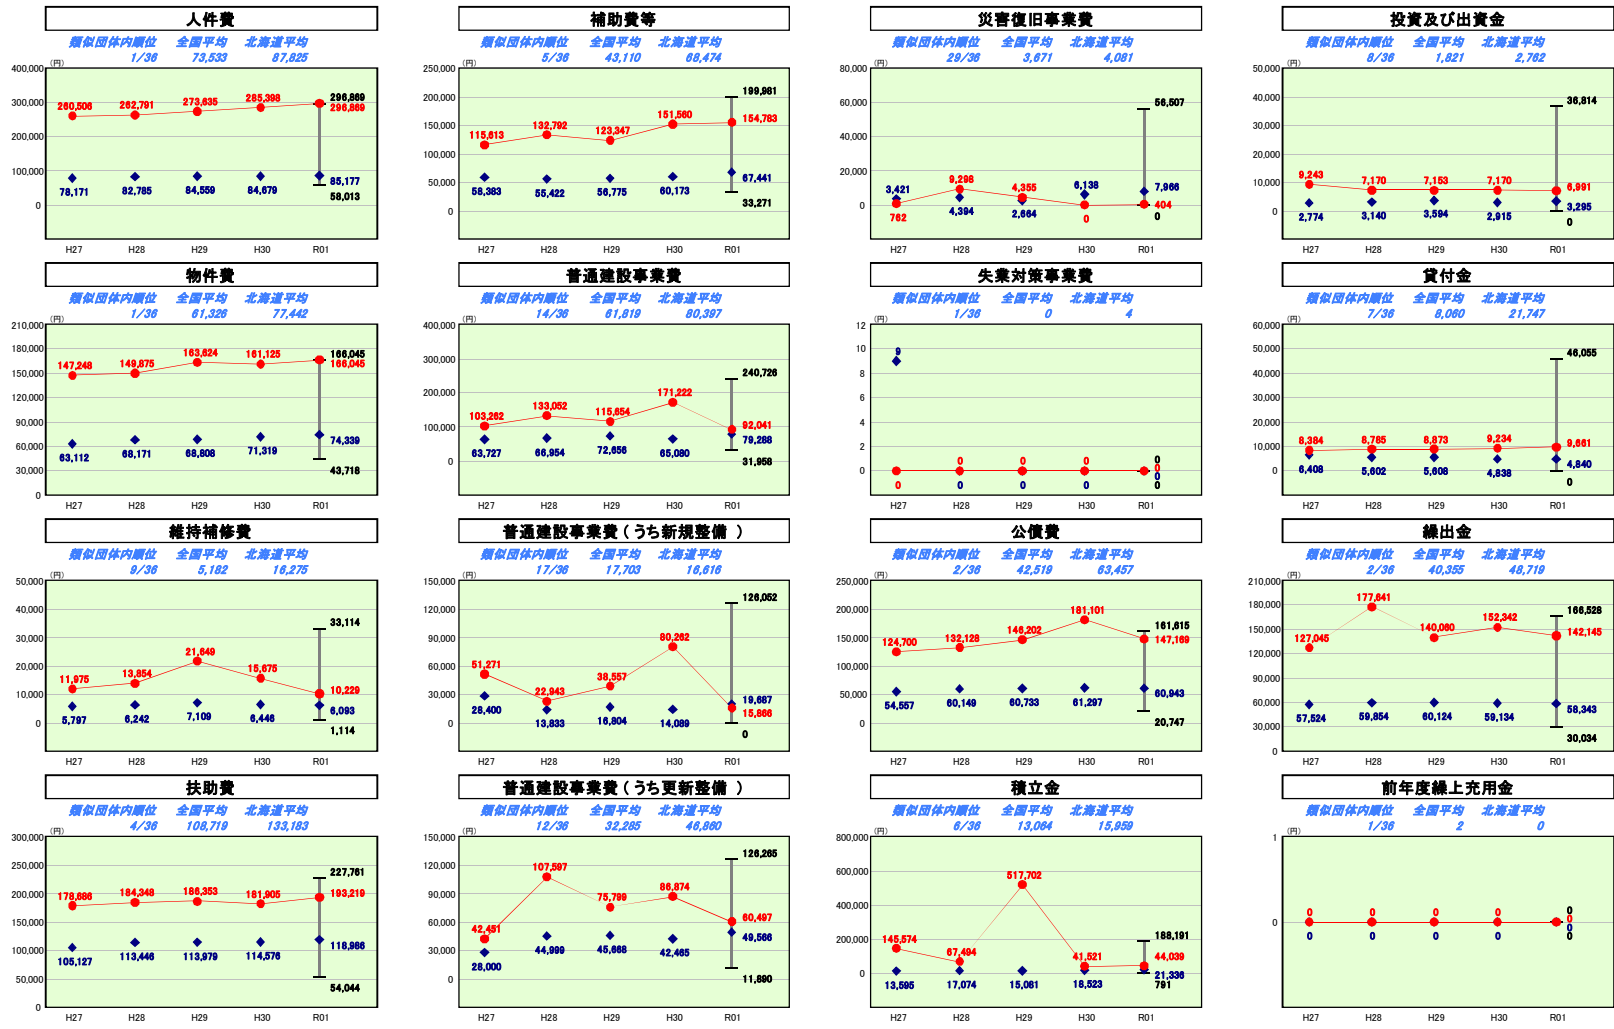 人件費
類似団体内順位 全国平均 北海道平均
1/36 73,533 87,825
(円)
400,000
300,000
200,000
100,000
0
260,506 262,791 273,635 285,398 296,869
296,869
78,171 82,785 84,559 84,679 85,177
58,013
H27 H28 H29 H30 R01
補助費等
類似団体内順位 全国平均 北海道平均
5/36 43,110 68,474
(円)
250,000
200,000
150,000
100,000
50,000
0
199,981
115,613 132,792 123,347 151,560 154,783
58,383 55,422 56,775 60,173 67,441
33,271
H27 H28 H29 H30 R01
災害復旧事業費
類似団体内順位 全国平均 北海道平均
29/36 3,671 4,081
(円)
80,000
60,000
40,000
20,000
0
56,507
3,421 9,298 4,355 6,138 7,966
762 4,394 2,664 0 404
0
H27 H28 H29 H30 R01
投資及び出資金
類似団体内順位 全国平均 北海道平均
8/36 1,821 2,762
(円)
50,000
40,000
30,000
20,000
10,000
0
36,814
9,243 7,170 7,153 7,170 6,991
2,774 3,140 3,594 2,915 3,295
0
H27 H28 H29 H30 R01
物件費
類似団体内順位 全国平均 北海道平均
1/36 61,326 77,442
(円)
210,000
180,000
150,000
120,000
90,000
60,000
30,000
0
147,248 149,875 163,624 161,125 166,045
166,045
63,112 68,171 68,808 71,319 74,339
43,718
H27 H28 H29 H30 R01
普通建設事業費
類似団体内順位 全国平均 北海道平均
14/36 61,819 80,397
(円)
400,000
300,000
200,000
100,000
0
240,726
103,262 133,052 115,654 171,222 92,041
63,727 66,954 72,656 65,080 79,288
31,958
H27 H28 H29 H30 R01
失業対策事業費
類似団体内順位 全国平均 北海道平均
1/36 0 4
(円)
12
10
8
6
4
2
0
9
0 0 0 0
0
0 0 0 0 0
0
H27 H28 H29 H30 R01
貸付金
類似団体内順位 全国平均 北海道平均
7/36 8,060 21,747
(円)
60,000
50,000
40,000
30,000
20,000
10,000
0
46,055
8,384 8,785 8,873 9,234 9,661
6,408 5,602 5,608 4,838 4,840
0
H27 H28 H29 H30 R01
維持補修費
類似団体内順位 全国平均 北海道平均
9/36 5,182 16,275
(円)
50,000
40,000
30,000
20,000
10,000
0
33,114
11,975 13,854 21,649 15,675 10,229
5,797 6,242 7,109 6,446 6,093
1,114
H27 H28 H29 H30 R01
普通建設事業費（うち新規整備　）
類似団体内順位 全国平均 北海道平均
17/36 17,703 16,616
(円)
150,000
120,000
90,000
60,000
30,000
0
126,052
51,271 22,943 38,557 80,262 19,687
28,400 13,833 16,804 14,089 15,866
0
H27 H28 H29 H30 R01
公債費
類似団体内順位 全国平均 北海道平均
2/36 42,519 63,457
(円)
250,000
200,000
150,000
100,000
50,000
0
161,615
124,700 132,128 146,202 181,101 147,169
54,557 60,149 60,733 61,297 60,943
20,747
H27 H28 H29 H30 R01
繰出金
類似団体内順位 全国平均 北海道平均
2/36 40,355 48,719
(円)
210,000
180,000
150,000
120,000
90,000
60,000
30,000
0
166,528
127,045 177,641 140,060 152,342 142,145
57,524 59,854 60,124 59,134 58,343
30,034
H27 H28 H29 H30 R01
扶助費
類似団体内順位 全国平均 北海道平均
4/36 108,719 133,183
(円)
300,000
250,000
200,000
150,000
100,000
50,000
0
227,761
178,686 184,348 186,353 181,905 193,219
105,127 113,446 113,979 114,576 118,986
54,044
H27 H28 H29 H30 R01
普通建設事業費（うち更新整備　）
類似団体内順位 全国平均 北海道平均
12/36 32,285 46,860
(円)
150,000
120,000
90,000
60,000
30,000
0
126,265
42,451 107,597 75,799 86,874 60,497
28,000 44,999 45,668 42,465 49,566
11,890
H27 H28 H29 H30 R01
積立金
類似団体内順位 全国平均 北海道平均
6/36 13,064 15,959
(円)
800,000
600,000
400,000
200,000
0
188,191
145,574 67,494 517,702 41,521 44,039
13,595 17,074 15,081 18,523 21,336
791
H27 H28 H29 H30 R01
前年度繰上充用金
類似団体内順位 全国平均 北海道平均
1/36 2 0
(円)
1
0
0
0 0 0 0 0
0 0 0 0 0
0
H27 H28 H29 H30 R01